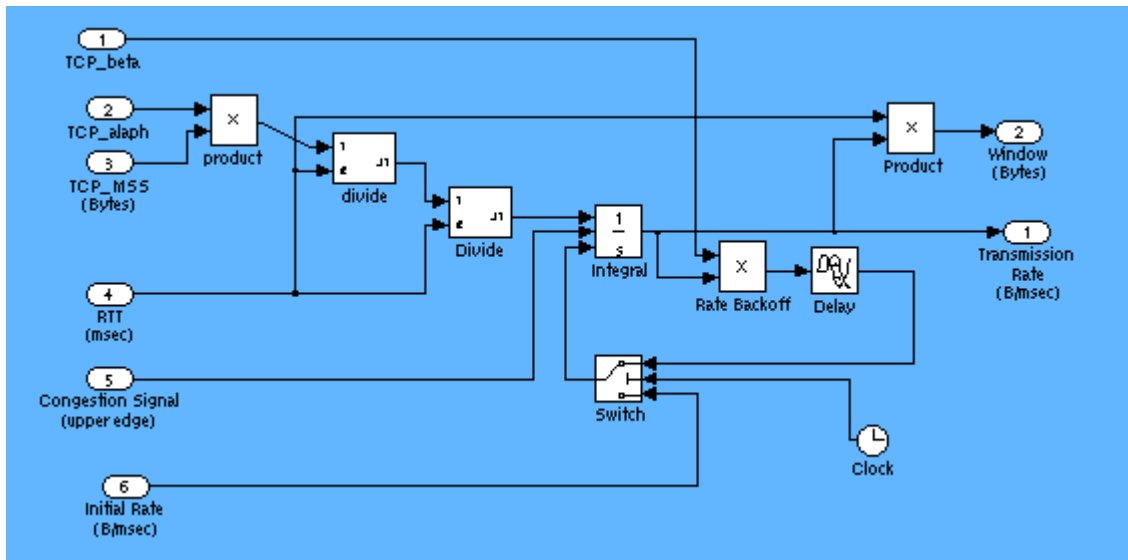 1
TCP_beta
2
TCP_alaph
3
TCP_MSS
(Bytes)
×
product
1
2
divide
1
2
Divide
4
RTT
(msec)
5
Congestion Signal
(upper edge)
6
Initial Rate
(B/msec)
1
s
Integral
×
Rate Backoff
Delay
Switch
Clock
×
Product
2
Window
(Bytes)
1
Transmission
Rate
(B/msec)